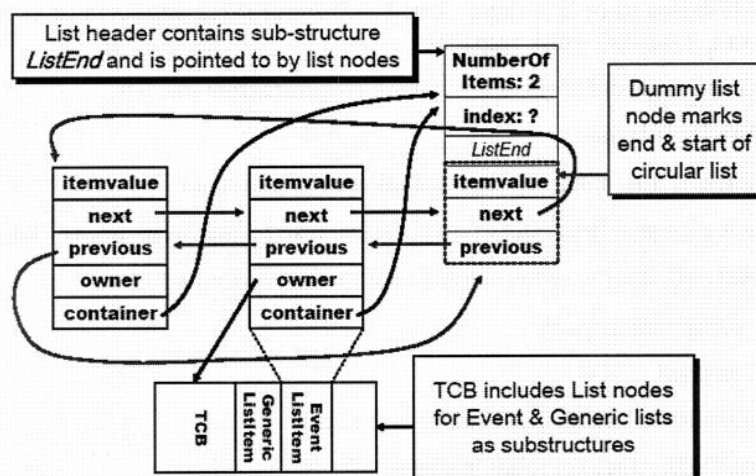 List header contains sub-structure
ListEnd and is pointed to by list nodes
NumberOf
Items: 2
index: ?
ListEnd
itemvalue
next
previous
Dummy list
node marks
end & start of
circular list
itemvalue
next
previous
owner
container
itemvalue
next
previous
owner
container
TCB
Generic
ListItem
Event
ListItem
TCB includes List nodes
for Event & Generic lists
as substructures